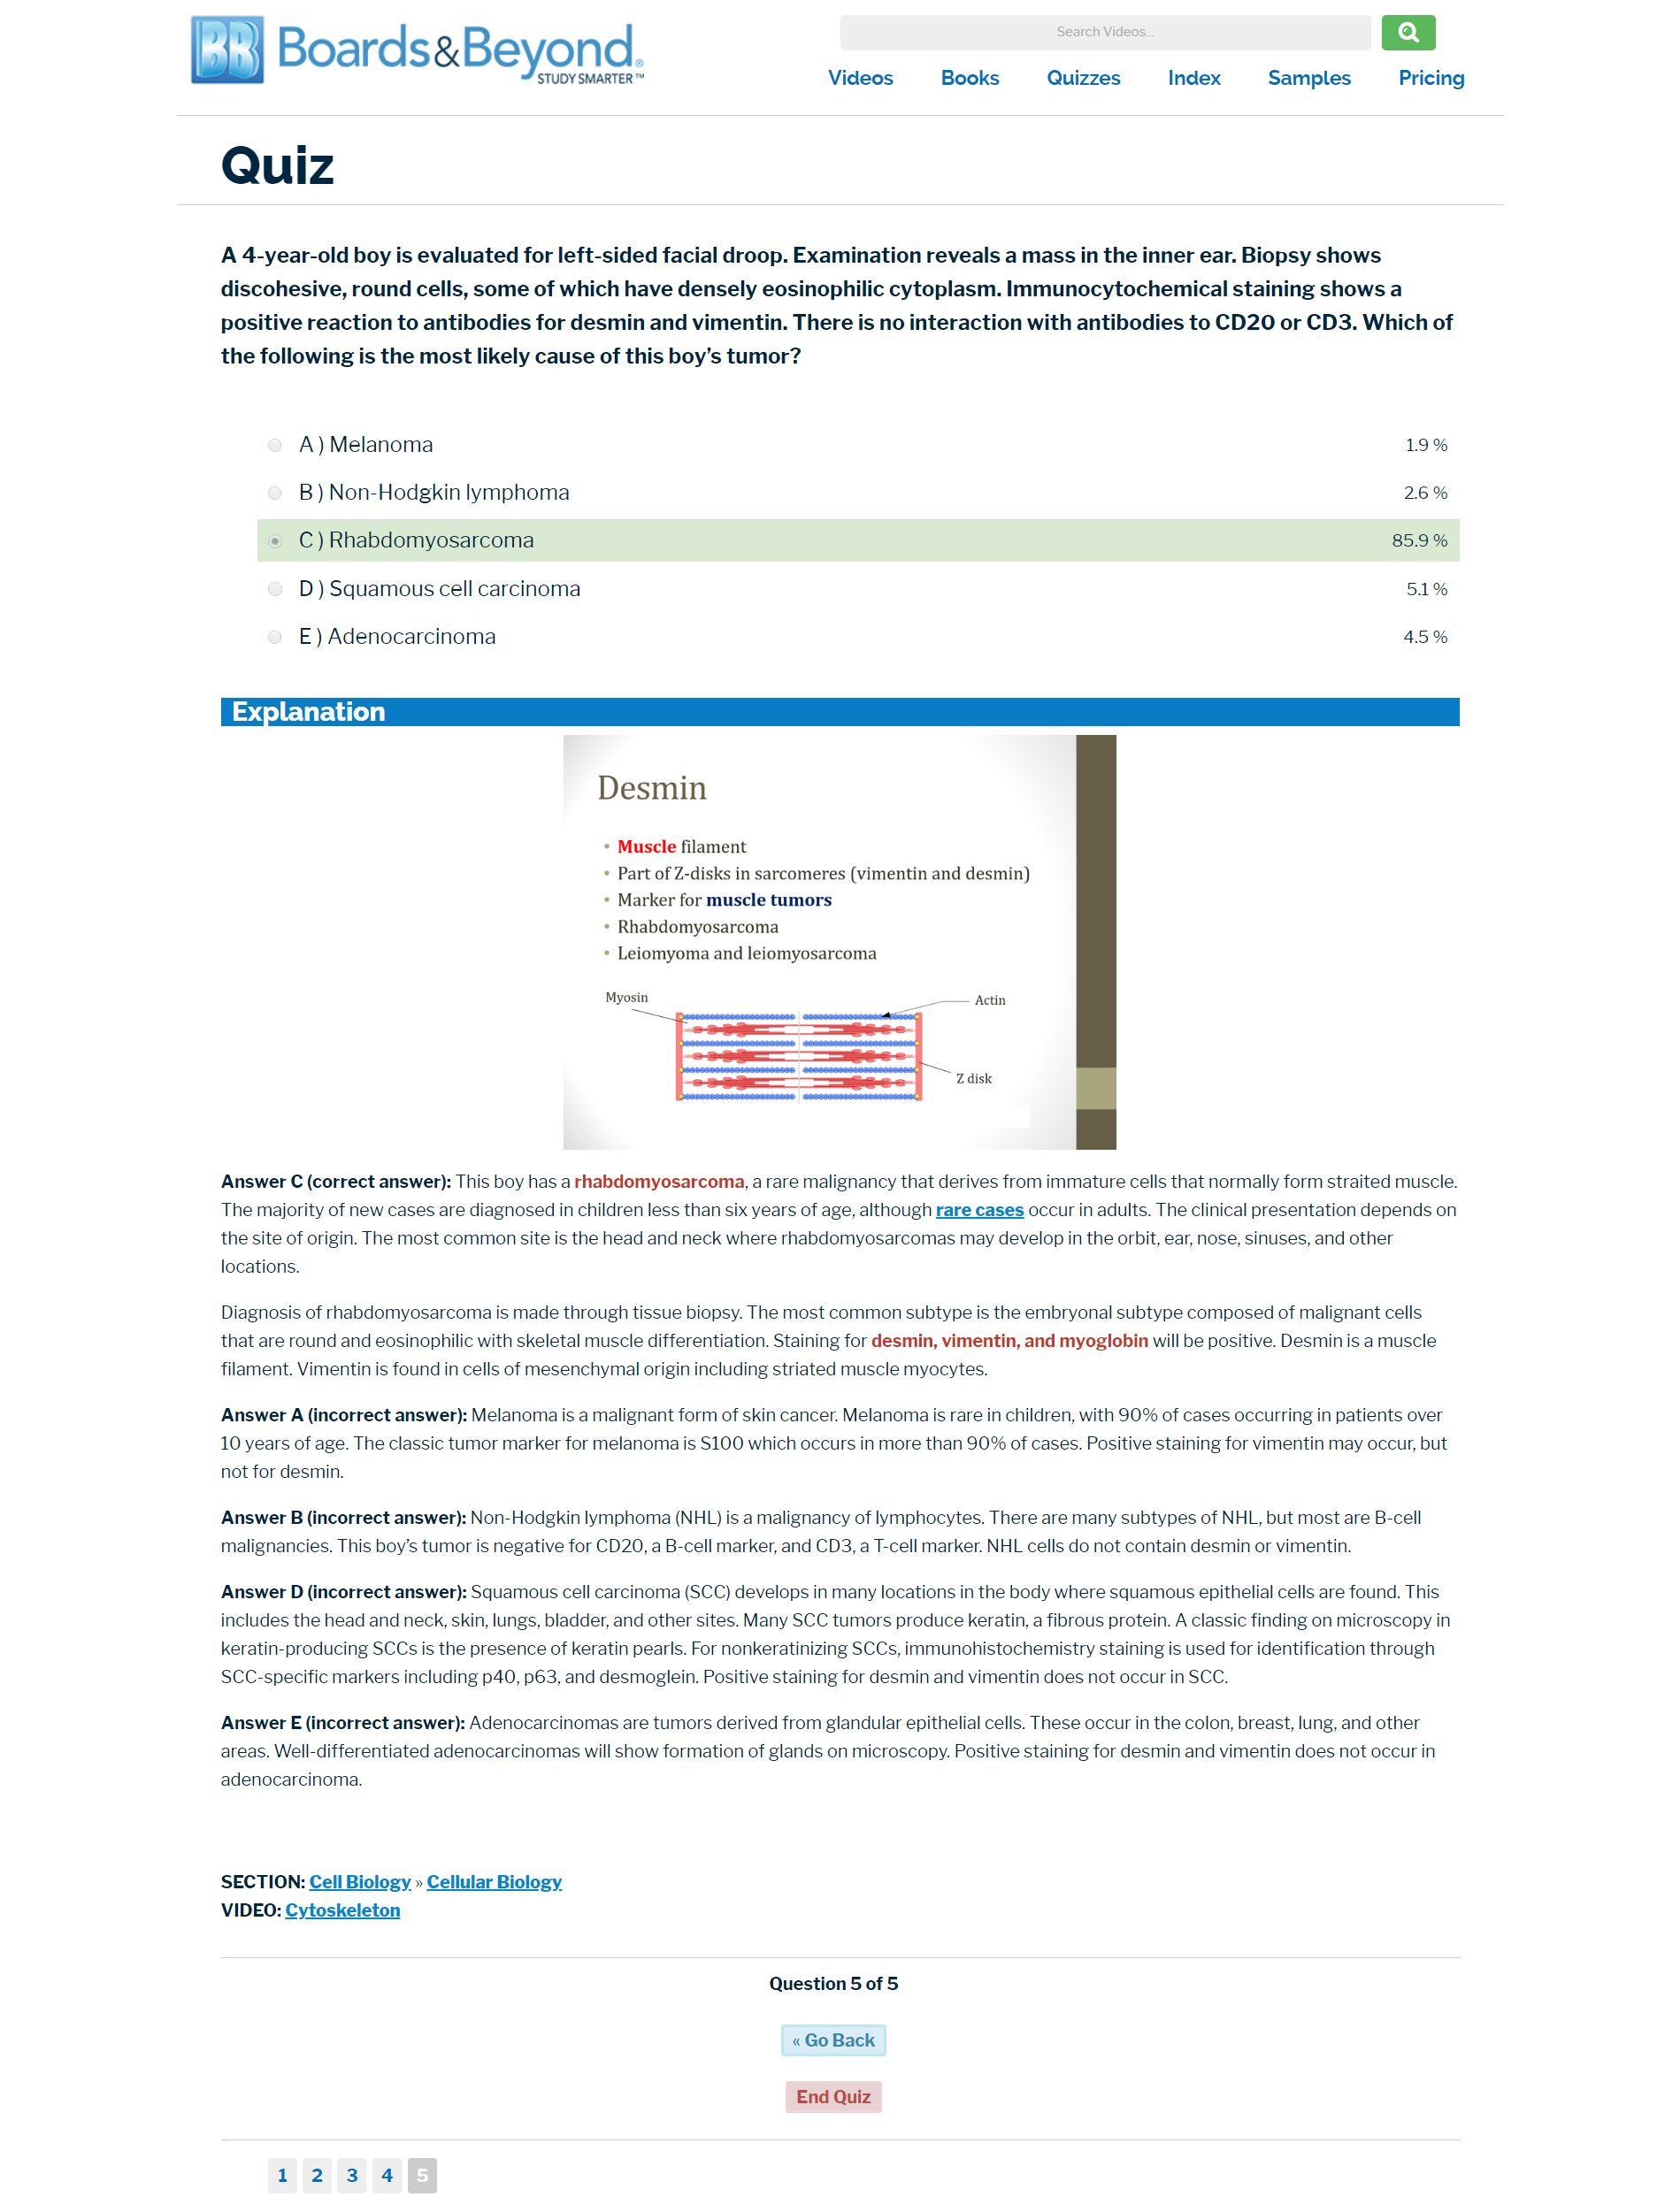 BB Boards&Beyond®
STUDY SMARTER™
Search Videos...
Videos Books Quizzes Index Samples Pricing
Quiz
A 4-year-old boy is evaluated for left-sided facial droop. Examination reveals a mass in the inner ear. Biopsy shows
discohesive, round cells, some of which have densely eosinophilic cytoplasm. Immunocytochemical staining shows a
positive reaction to antibodies for desmin and vimentin. There is no interaction with antibodies to CD20 or CD3. Which of
the following is the most likely cause of this boy’s tumor?
A ) Melanoma 1.9 %
B ) Non-Hodgkin lymphoma 2.6 %
C ) Rhabdomyosarcoma 85.9 %
D ) Squamous cell carcinoma 5.1 %
E ) Adenocarcinoma 4.5 %
Explanation
Desmin
• Muscle filament
• Part of Z-disks in sarcomeres (vimentin and desmin)
• Marker for muscle tumors
• Rhabdomyosarcoma
• Leiomyoma and leiomyosarcoma
Myosin
Actin
Z disk
Answer C (correct answer): This boy has a rhabdomyosarcoma, a rare malignancy that derives from immature cells that normally form straited muscle.
The majority of new cases are diagnosed in children less than six years of age, although rare cases occur in adults. The clinical presentation depends on
the site of origin. The most common site is the head and neck where rhabdomyosarcomas may develop in the orbit, ear, nose, sinuses, and other
locations.
Diagnosis of rhabdomyosarcoma is made through tissue biopsy. The most common subtype is the embryonal subtype composed of malignant cells
that are round and eosinophilic with skeletal muscle differentiation. Staining for desmin, vimentin, and myoglobin will be positive. Desmin is a muscle
filament. Vimentin is found in cells of mesenchymal origin including striated muscle myocytes.
Answer A (incorrect answer): Melanoma is a malignant form of skin cancer. Melanoma is rare in children, with 90% of cases occurring in patients over
10 years of age. The classic tumor marker for melanoma is S100 which occurs in more than 90% of cases. Positive staining for vimentin may occur, but
not for desmin.
Answer B (incorrect answer): Non-Hodgkin lymphoma (NHL) is a malignancy of lymphocytes. There are many subtypes of NHL, but most are B-cell
malignancies. This boy’s tumor is negative for CD20, a B-cell marker, and CD3, a T-cell marker. NHL cells do not contain desmin or vimentin.
Answer D (incorrect answer): Squamous cell carcinoma (SCC) develops in many locations in the body where squamous epithelial cells are found. This
includes the head and neck, skin, lungs, bladder, and other sites. Many SCC tumors produce keratin, a fibrous protein. A classic finding on microscopy in
keratin-producing SCCs is the presence of keratin pearls. For nonkeratinizing SCCs, immunohistochemistry staining is used for identification through
SCC-specific markers including p40, p63, and desmoglein. Positive staining for desmin and vimentin does not occur in SCC.
Answer E (incorrect answer): Adenocarcinomas are tumors derived from glandular epithelial cells. These occur in the colon, breast, lung, and other
areas. Well-differentiated adenocarcinomas will show formation of glands on microscopy. Positive staining for desmin and vimentin does not occur in
adenocarcinoma.
SECTION: Cell Biology » Cellular Biology
VIDEO: Cytoskeleton
Question 5 of 5
« Go Back
End Quiz
1 2 3 4 5